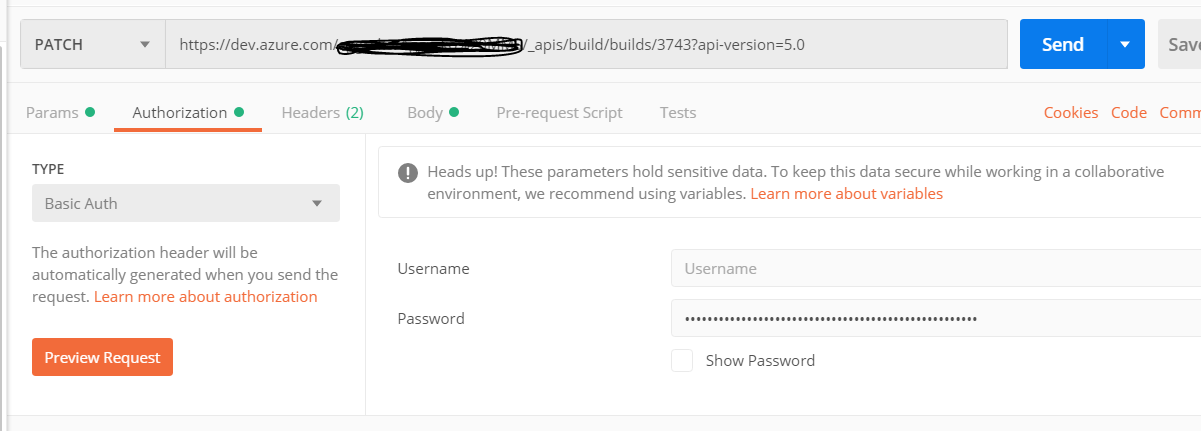 PATCH
https://dev.azure.com/ /_apis/build/builds/3743?api-version=5.0
Send
Save
Params
Authorization
Headers (2)
Body
Pre-request Script
Tests
Cookies
Code
Comm
TYPE
Basic Auth
The authorization header will be
automatically generated when you send the
request. Learn more about authorization
Preview Request
Heads up! These parameters hold sensitive data. To keep this data secure while working in a collaborative
environment, we recommend using variables. Learn more about variables
Username
Username
Password
••••••••••••••••••••••••••••••••••••••••••••••••••••
Show Password